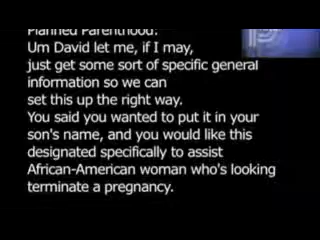 Planned Parenthood:
Um David let me, if I may,
just get some sort of specific general
information so we can
set this up the right way.
You said you wanted to put it in your
son's name, and you would like this
designated specifically to assist
African-American woman who's looking
terminate a pregnancy.